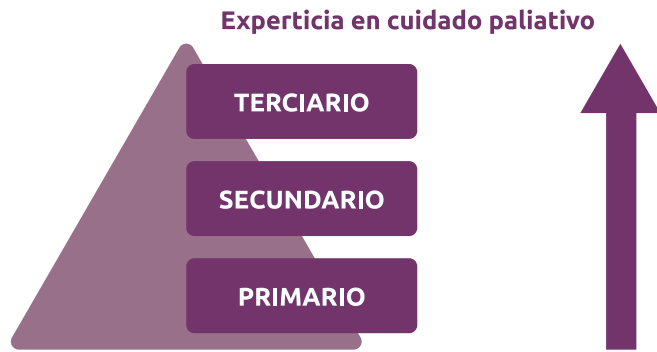 Experticia en cuidado paliativo
TERCIARIO
SECUNDARIO
PRIMARIO